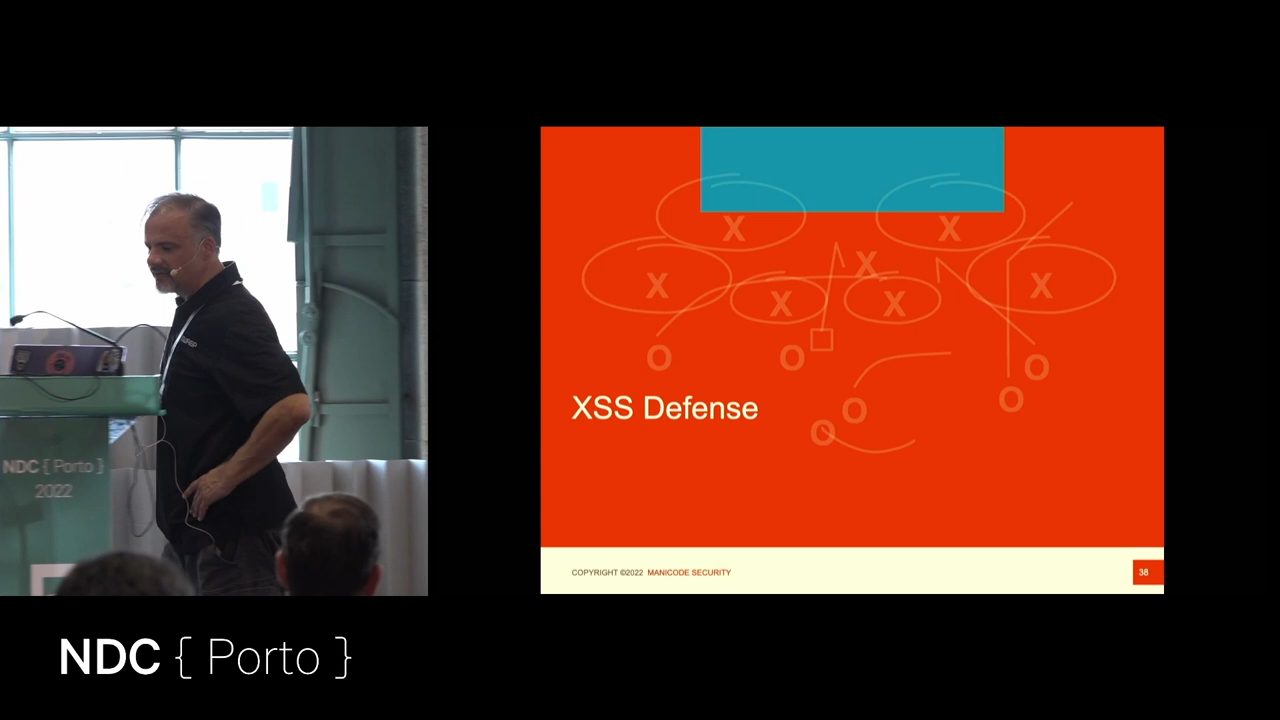 NDC { Porto }
2022
X X
X
X X
X X
O O
O
O
XSS Defense
O
O
COPYRIGHT ©2022 MANICODE SECURITY
38
NDC { Porto }